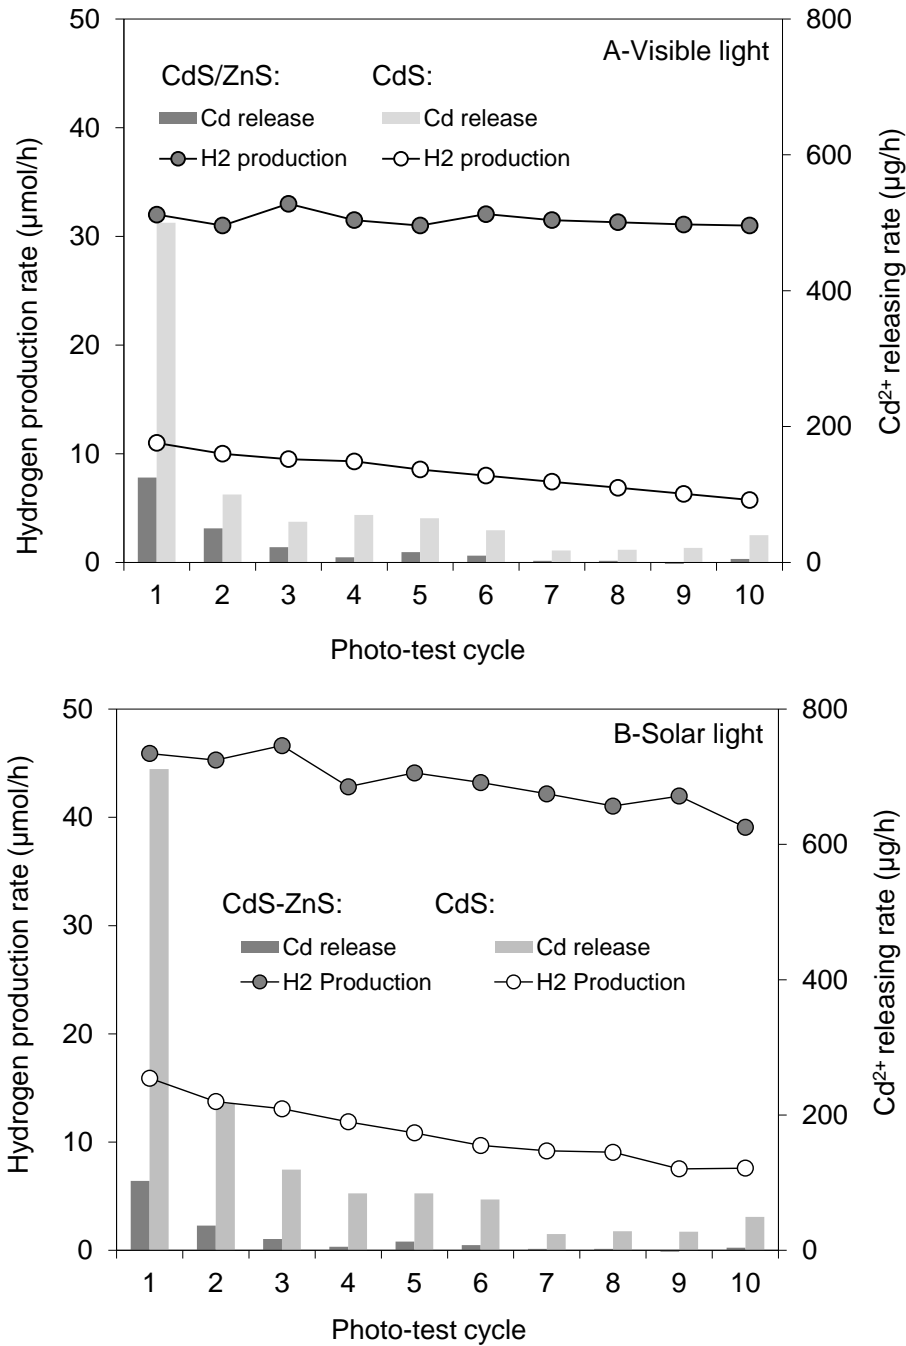 A-Visible light
CdS/ZnS: CdS:
Cd release Cd release
H2 production H2 production
Hydrogen production rate (µmol/h)
50
40
30
20
10
0
Cd²⁺ releasing rate (µg/h)
800
600
400
200
0
1 2 3 4 5 6 7 8 9 10
Photo-test cycle
B-Solar light
CdS-ZnS: CdS:
Cd release Cd release
H2 Production H2 Production
Hydrogen production rate (µmol/h)
50
40
30
20
10
0
Cd²⁺ releasing rate (µg/h)
800
600
400
200
0
1 2 3 4 5 6 7 8 9 10
Photo-test cycle